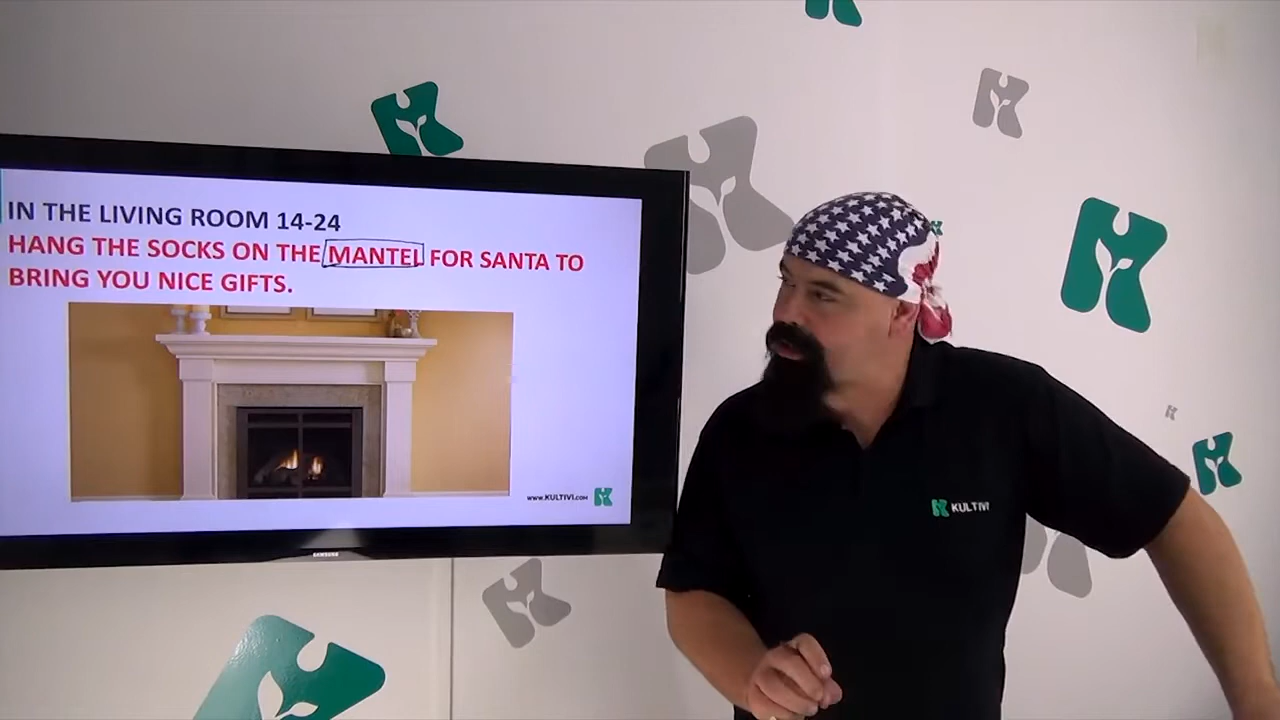 IN THE LIVING ROOM 14-24
HANG THE SOCKS ON THE MANTEL FOR SANTA TO
BRING YOU NICE GIFTS.
www.KULTIVI.com
SAMSUNG
KULTIVI